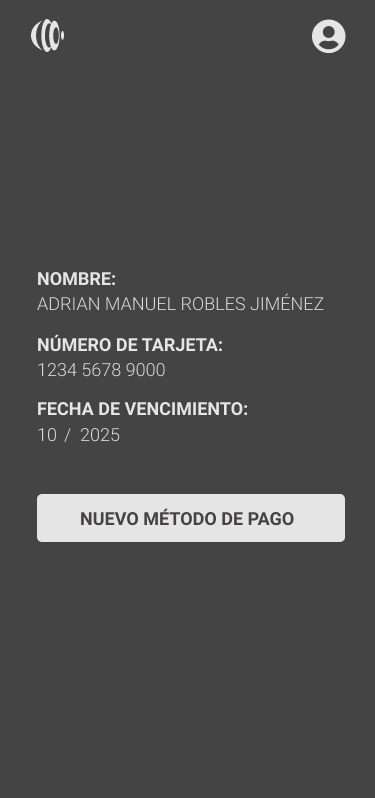 NOMBRE:
ADRIAN MANUEL ROBLES JIMÉNEZ
NÚMERO DE TARJETA:
1234 5678 9000
FECHA DE VENCIMIENTO:
10 / 2025
NUEVO MÉTODO DE PAGO